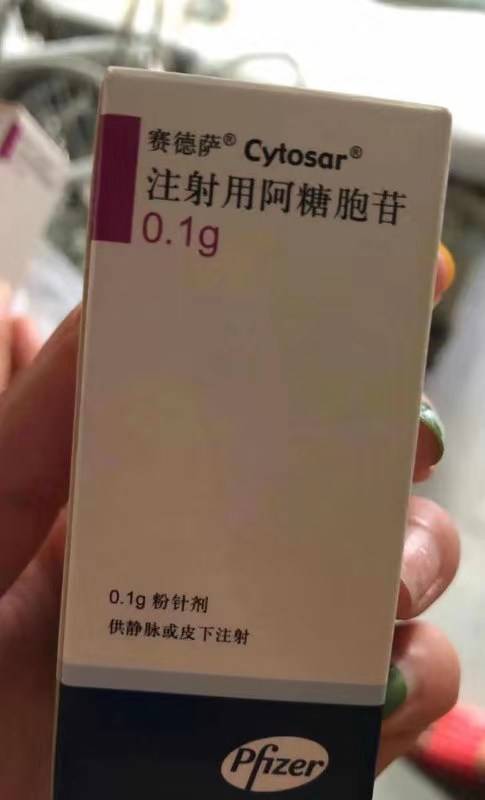 赛德萨® Cytosar®
注射用阿糖胞苷
0.1g
0.1g 粉针剂
供静脉或皮下注射
Pfizer